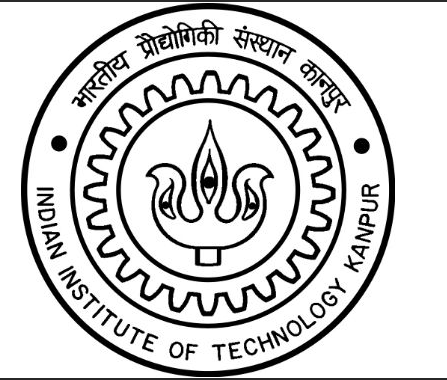 भारतीय प्रौद्योगिकी संस्थान कानपुर
INDIAN INSTITUTE OF TECHNOLOGY KANPUR